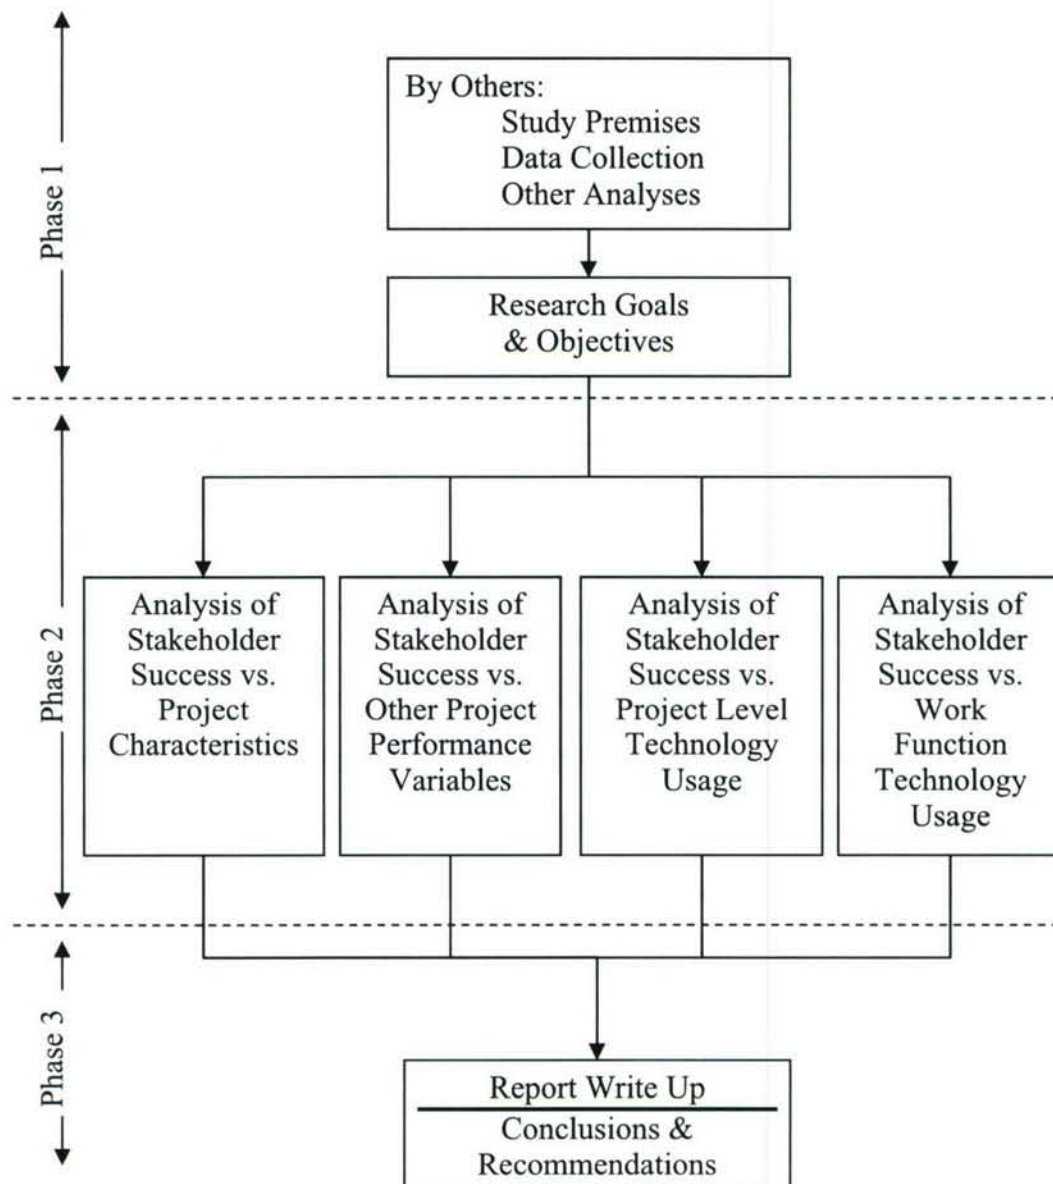 Phase 1
By Others:
Study Premises
Data Collection
Other Analyses
Research Goals
& Objectives
Phase 2
Analysis of
Stakeholder
Success vs.
Project
Characteristics
Analysis of
Stakeholder
Success vs.
Other Project
Performance
Variables
Analysis of
Stakeholder
Success vs.
Project Level
Technology
Usage
Analysis of
Stakeholder
Success vs.
Work
Function
Technology
Usage
Phase 3
Report Write Up
Conclusions &
Recommendations